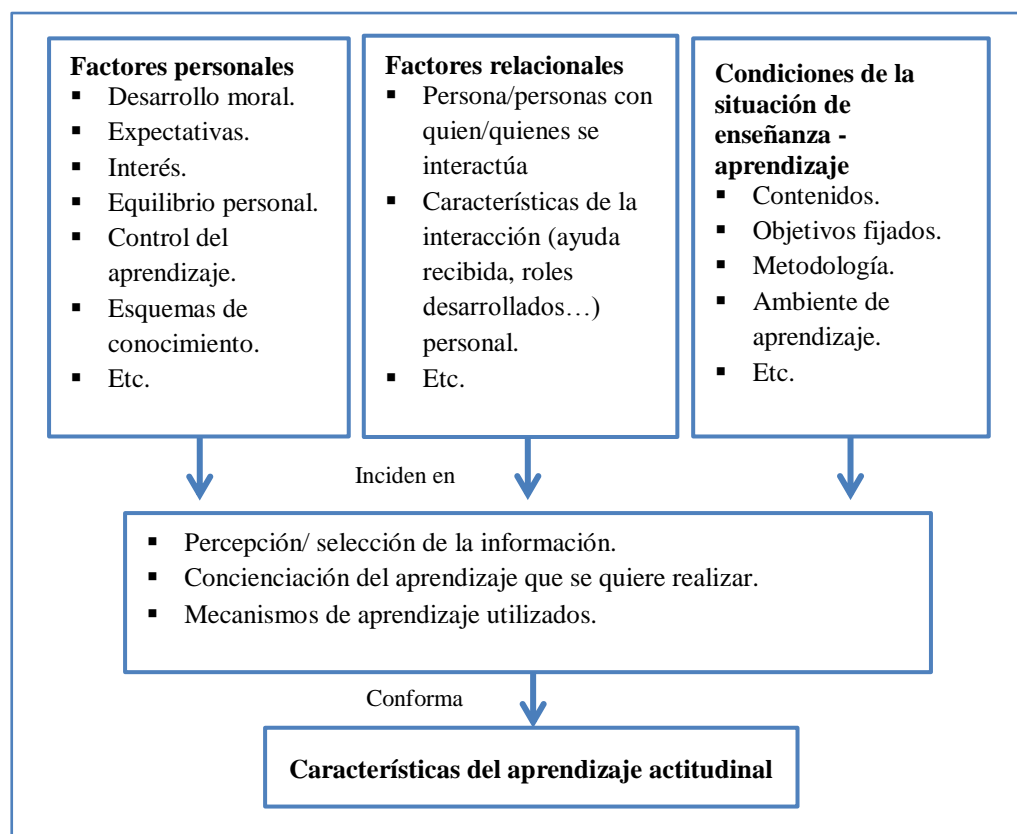 Factores personales
▪ Desarrollo moral.
▪ Expectativas.
▪ Interés.
▪ Equilibrio personal.
▪ Control del
aprendizaje.
▪ Esquemas de
conocimiento.
▪ Etc.
Factores relacionales
▪ Persona/personas con
quien/quienes se
interactúa
▪ Características de la
interacción (ayuda
recibida, roles
desarrollados…)
personal.
▪ Etc.
Condiciones de la
situación de
enseñanza -
aprendizaje
▪ Contenidos.
▪ Objetivos fijados.
▪ Metodología.
▪ Ambiente de
aprendizaje.
▪ Etc.
Inciden en
▪ Percepción/ selección de la información.
▪ Concienciación del aprendizaje que se quiere realizar.
▪ Mecanismos de aprendizaje utilizados.
Conforma
Características del aprendizaje actitudinal